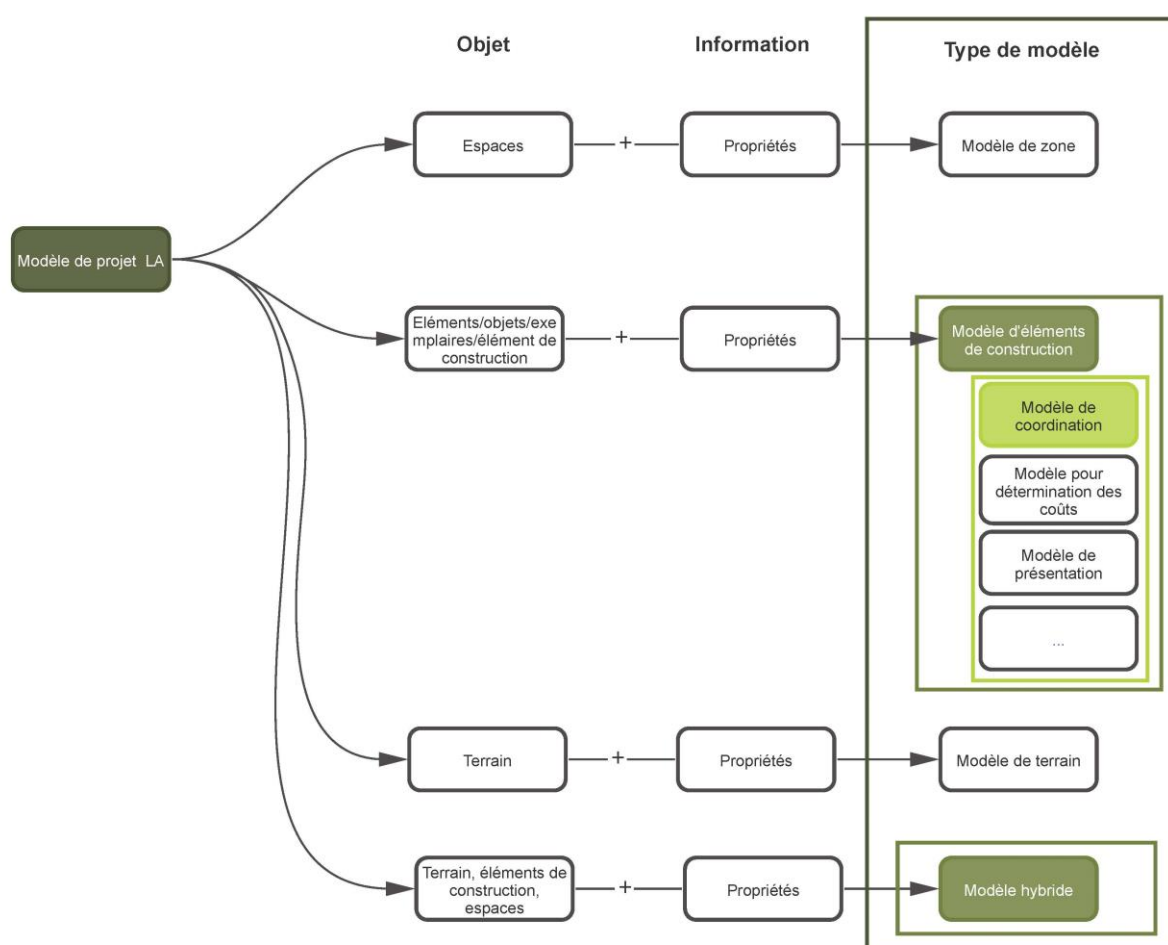 Objet
Information
Type de modèle
Espaces
+
Propriétés
Modèle de zone
Modèle de projet LA
Eléments/objets/exe
mplaires/élément de
construction
+
Propriétés
Modèle d'éléments
de construction
Modèle de
coordination
Modèle pour
détermination des
coûts
Modèle de
présentation
...
Terrain
+
Propriétés
Modèle de terrain
Terrain, éléments de
construction,
espaces
+
Propriétés
Modèle hybride